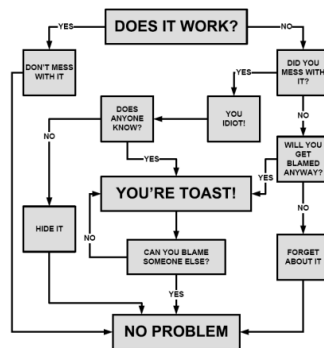 DOES IT WORK?
YES
NO
DON'T MESS
WITH IT
DID YOU
MESS WITH
IT?
YES
NO
DOES
ANYONE
KNOW?
YOU
IDIOT!
NO
YES
WILL YOU
GET
BLAMED
ANYWAY?
YES
NO
YOU'RE TOAST!
HIDE IT
NO
CAN YOU BLAME
SOMEONE ELSE?
FORGET
ABOUT IT
YES
NO PROBLEM